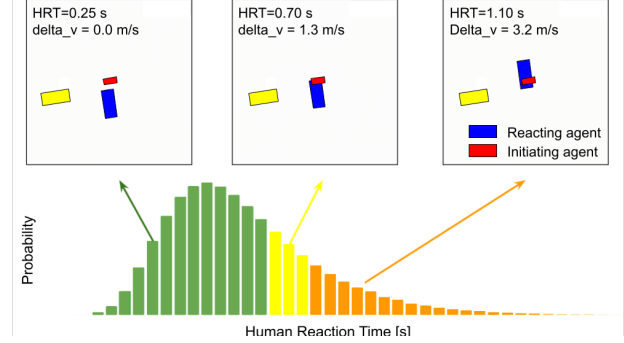 HRT=0.25 s
delta_v = 0.0 m/s
HRT=0.70 s
delta_v = 1.3 m/s
HRT=1.10 s
Delta_v = 3.2 m/s
Reacting agent
Initiating agent
Probability
Human Reaction Time [s]